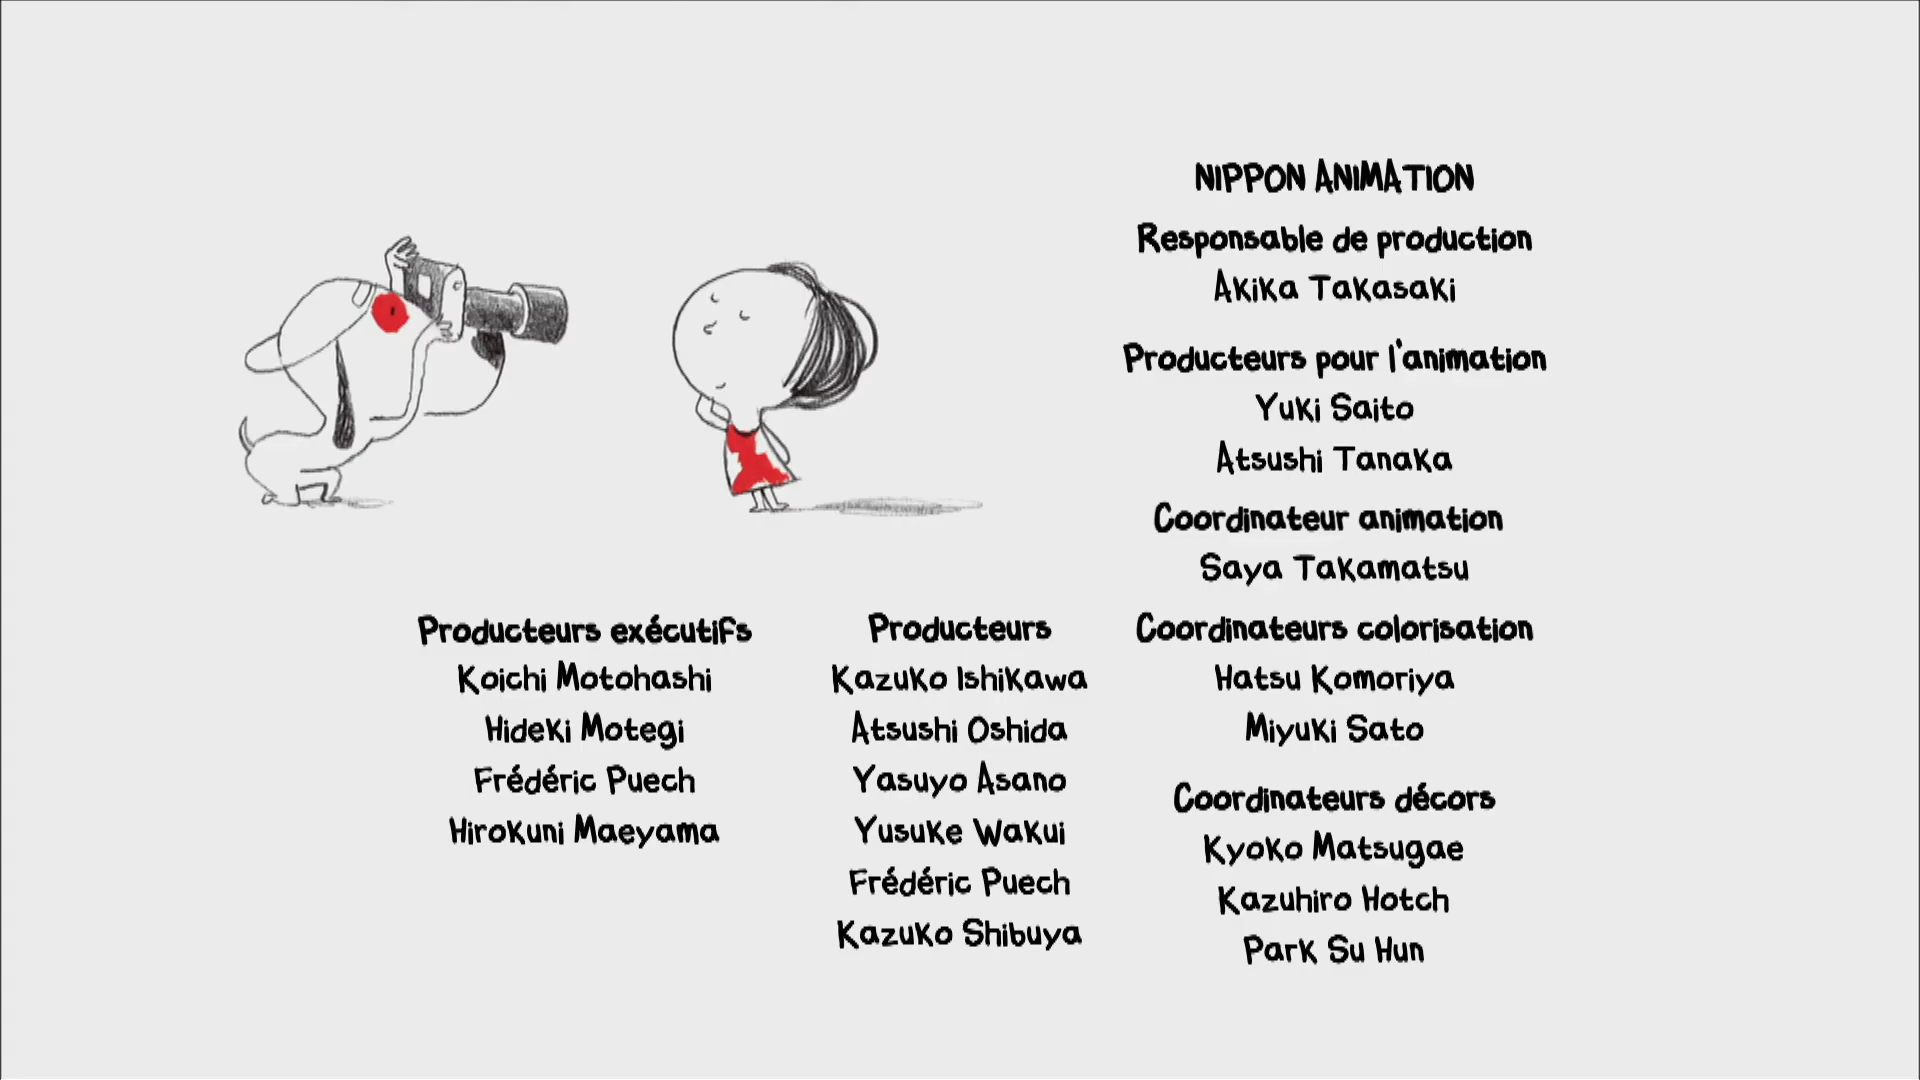 NIPPON ANIMATION
Responsable de production
Akika Takasaki
Producteurs pour l'animation
Yuki Saito
Atsushi Tanaka
Coordinateur animation
Saya Takamatsu
Producteurs exécutifs
Koichi Motohashi
Hideki Motegi
Frédéric Puech
Hirokuni Maeyama
Producteurs
Kazuko Ishikawa
Atsushi Oshida
Yasuyo Asano
Yusuke Wakui
Frédéric Puech
Kazuko Shibuya
Coordinateurs colorisation
Hatsu Komoriya
Miyuki Sato
Coordinateurs décors
Kyoko Matsugae
Kazuhiro Hotch
Park Su Hun